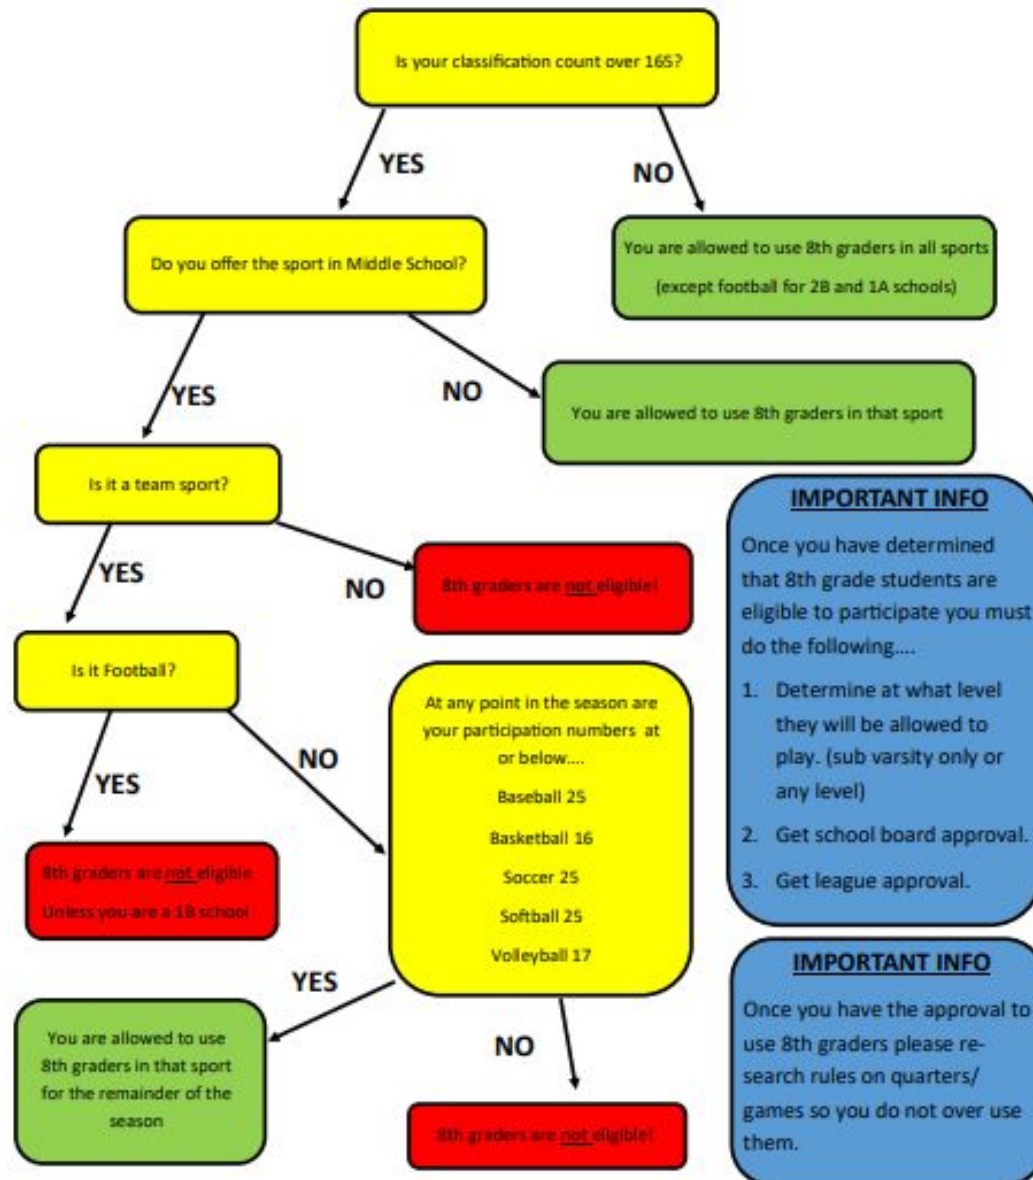 Is your classification count over 165?
YES
NO
Do you offer the sport in Middle School?
You are allowed to use 8th graders in all sports
(except football for 2B and 1A schools)
YES
NO
You are allowed to use 8th graders in that sport
Is it a team sport?
YES
NO
8th graders are not eligible!
Is it Football?
YES
NO
At any point in the season are
your participation numbers at
or below....
Baseball 25
Basketball 16
Soccer 25
Softball 25
Volleyball 17
8th graders are not eligible
Unless you are a 1B school
YES
NO
You are allowed to use
8th graders in that sport
for the remainder of the
season
8th graders are not eligible!
IMPORTANT INFO
Once you have determined
that 8th grade students are
eligible to participate you must
do the following....
1. Determine at what level
they will be allowed to
play. (sub varsity only or
any level)
2. Get school board approval.
3. Get league approval.
IMPORTANT INFO
Once you have the approval to
use 8th graders please re-
search rules on quarters/
games so you do not over use
them.